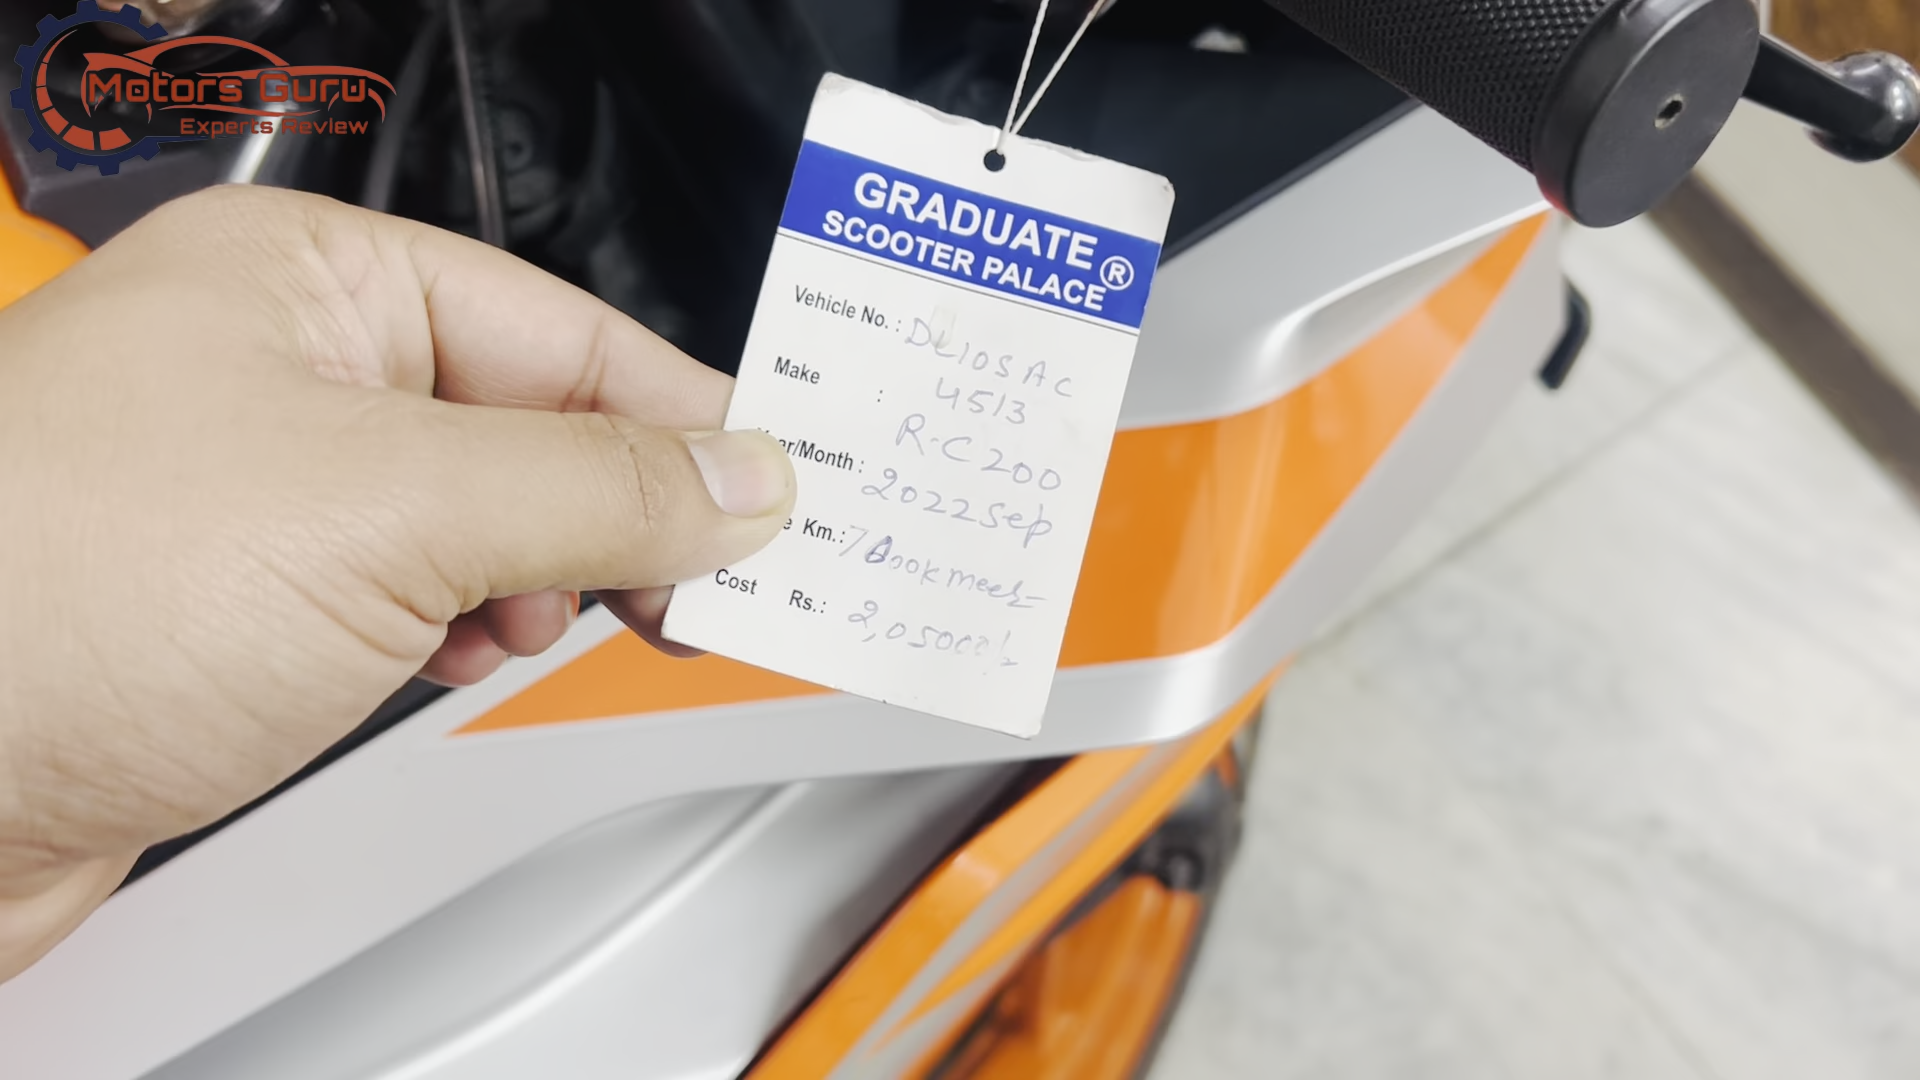 Motors Guru
Experts Review
GRADUATE
SCOOTER PALACE ®
Vehicle No. : DL10SAC
4513
Make : R-C 200
/Month : 2022 Sep
Km.:
Cost Rs.: 2,05000/-